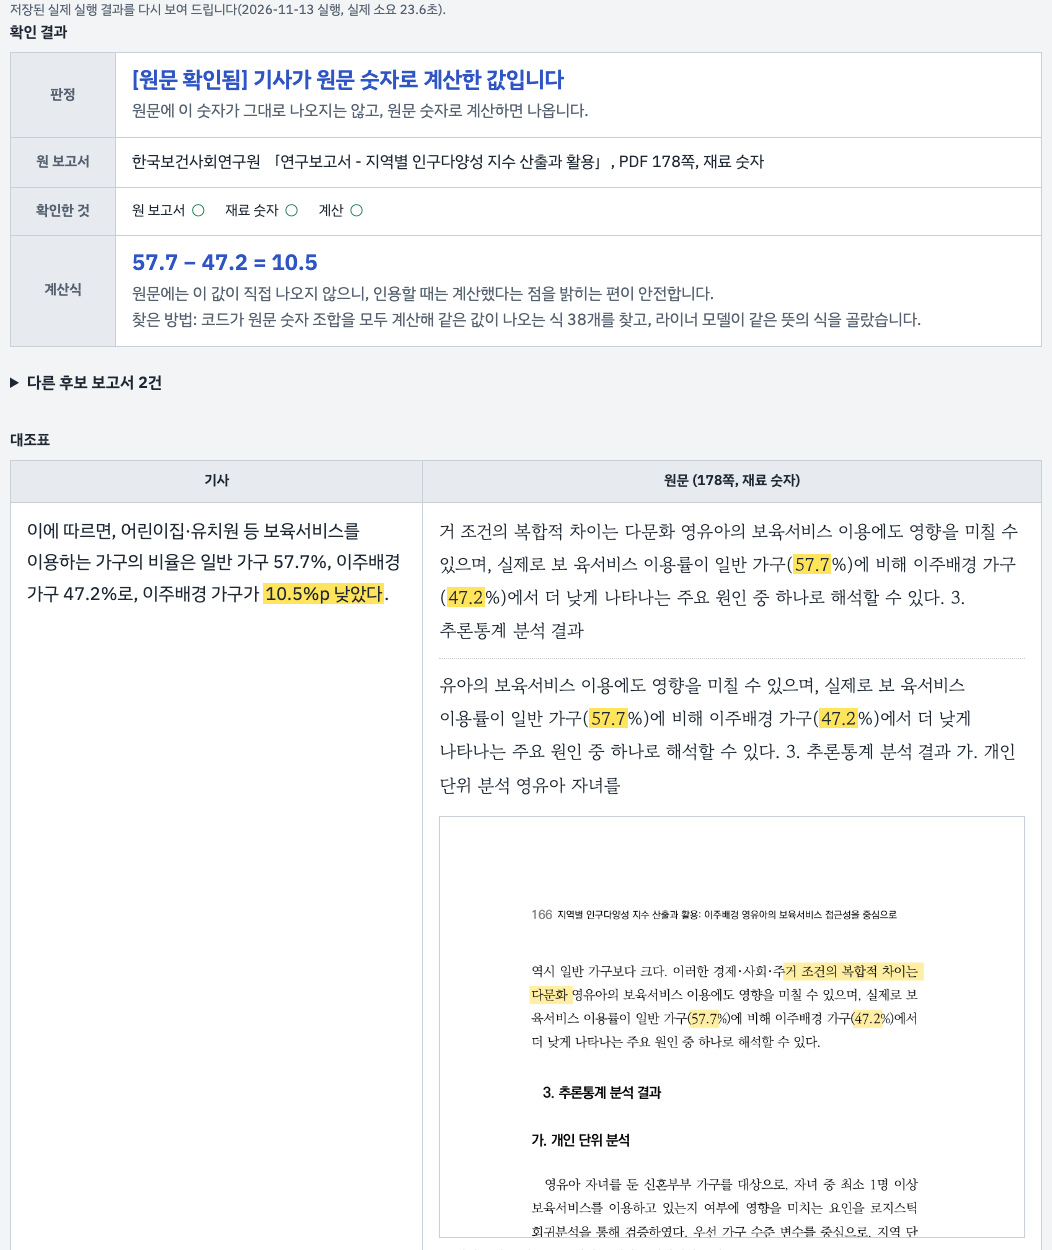 저장된 실제 실행 결과를 다시 보여 드립니다(2026-11-13 실행, 실제 소요 23.6초).
확인 결과
판정
[원문 확인됨] 기사가 원문 숫자로 계산한 값입니다
원문에 이 숫자가 그대로 나오지는 않고, 원문 숫자로 계산하면 나옵니다.
원 보고서
한국보건사회연구원 「연구보고서 - 지역별 인구다양성 지수 산출과 활용」, PDF 178쪽, 재료 숫자
확인한 것
원 보고서 ○ 재료 숫자 ○ 계산 ○
계산식
57.7 – 47.2 = 10.5
원문에는 이 값이 직접 나오지 않으니, 인용할 때는 계산했다는 점을 밝히는 편이 안전합니다.
찾은 방법: 코드가 원문 숫자 조합을 모두 계산해 같은 값이 나오는 식 38개를 찾고, 라이너 모델이 같은 뜻의 식을 골랐습니다.
▶ 다른 후보 보고서 2건
대조표
기사
원문 (178쪽, 재료 숫자)
이에 따르면, 어린이집·유치원 등 보육서비스를
이용하는 가구의 비율은 일반 가구 57.7%, 이주배경
가구 47.2%로, 이주배경 가구가 10.5%p 낮았다.
거 조건의 복합적 차이는 다문화 영유아의 보육서비스 이용에도 영향을 미칠 수
있으며, 실제로 보 육서비스 이용률이 일반 가구(57.7%)에 비해 이주배경 가구
(47.2%)에서 더 낮게 나타나는 주요 원인 중 하나로 해석할 수 있다. 3.
추론통계 분석 결과
유아의 보육서비스 이용에도 영향을 미칠 수 있으며, 실제로 보 육서비스
이용률이 일반 가구(57.7%)에 비해 이주배경 가구(47.2%)에서 더 낮게
나타나는 주요 원인 중 하나로 해석할 수 있다. 3. 추론통계 분석 결과 가. 개인
단위 분석 영유아 자녀를
166 지역별 인구다양성 지수 산출과 활용: 이주배경 영유아의 보육서비스 접근성을 중심으로
역시 일반 가구보다 크다. 이러한 경제·사회·주거 조건의 복합적 차이는
다문화 영유아의 보육서비스 이용에도 영향을 미칠 수 있으며, 실제로 보
육서비스 이용률이 일반 가구(57.7%)에 비해 이주배경 가구(47.2%)에서
더 낮게 나타나는 주요 원인 중 하나로 해석할 수 있다.
3. 추론통계 분석 결과
가. 개인 단위 분석
영유아 자녀를 둔 신혼부부 가구를 대상으로, 자녀 중 최소 1명 이상
보육서비스를 이용하고 있는지 여부에 영향을 미치는 요인을 로지스틱
회귀분석을 통해 검증하였다. 우선 가구 수준 변수를 중심으로, 지역 단